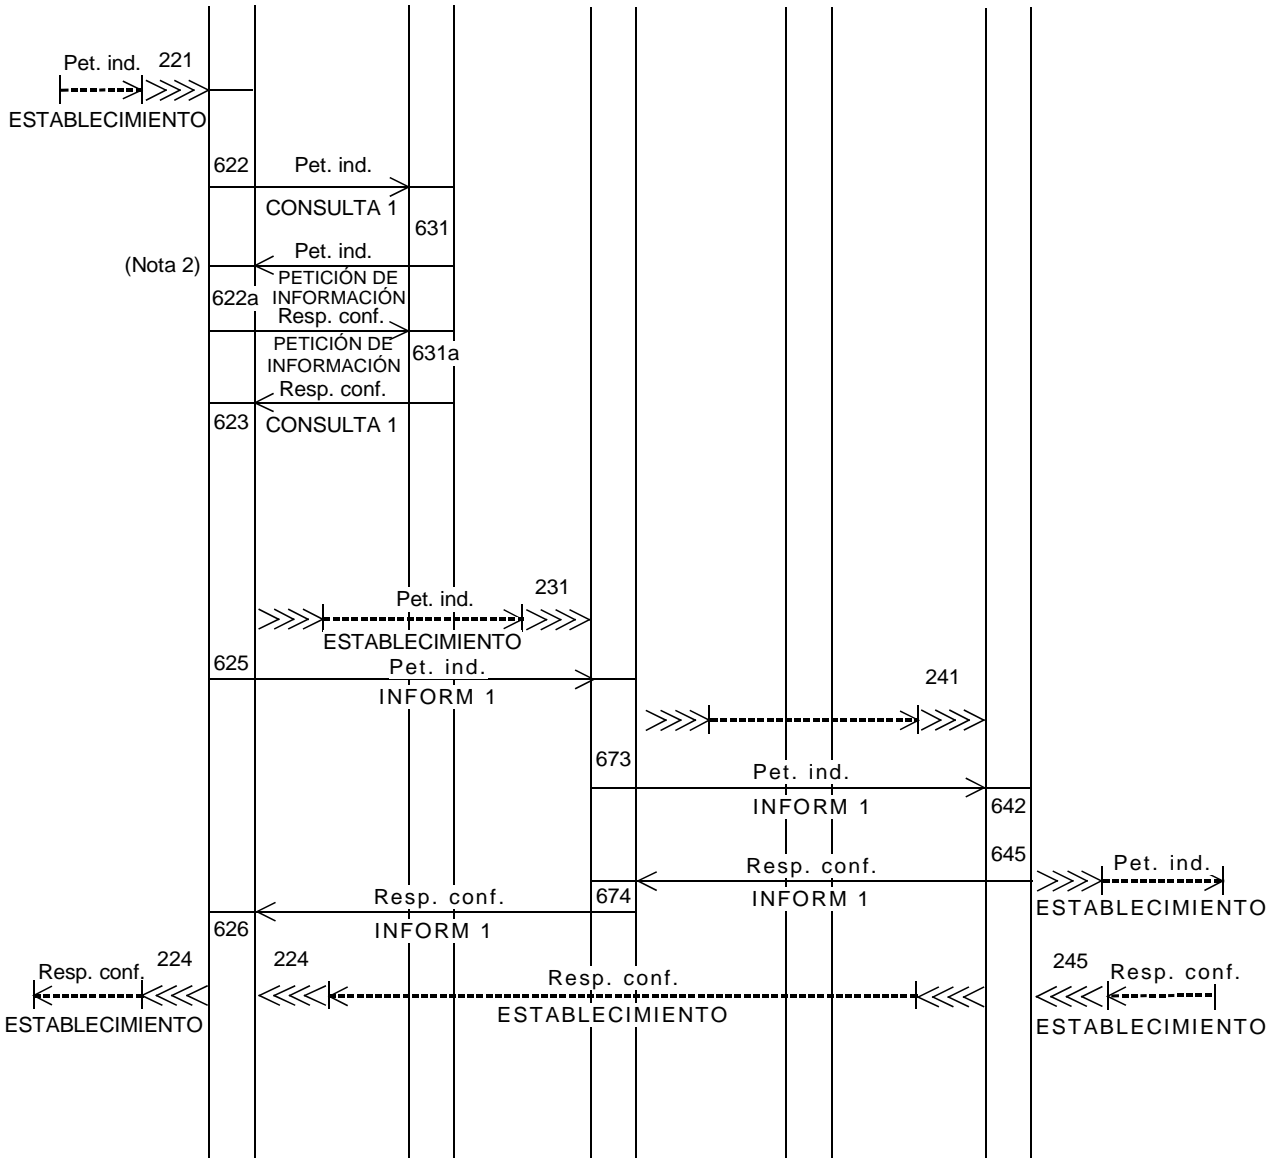 Pet. ind.
221
ESTABLECIMIENTO
622
Pet. ind.
CONSULTA 1
631
(Nota 2)
Pet. ind.
PETICIÓN DE
INFORMACIÓN
622a
Resp. conf.
PETICIÓN DE
INFORMACIÓN
631a
Resp. conf.
623
CONSULTA 1
231
Pet. ind.
ESTABLECIMIENTO
625
Pet. ind.
INFORM 1
241
673
Pet. ind.
INFORM 1
642
645
Resp. conf.
INFORM 1
Pet. ind.
ESTABLECIMIENTO
674
Resp. conf.
INFORM 1
626
Resp. conf.
224
ESTABLECIMIENTO
224
Resp. conf.
ESTABLECIMIENTO
245
Resp. conf.
ESTABLECIMIENTO